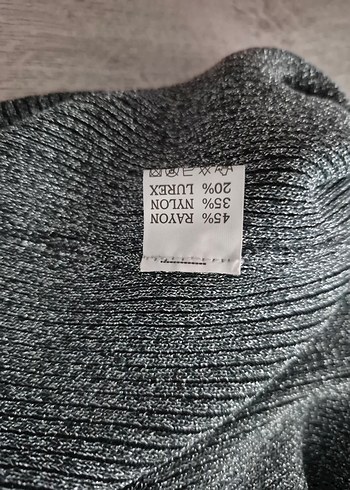 45% RAYON
35% NYLON
20% LUREX